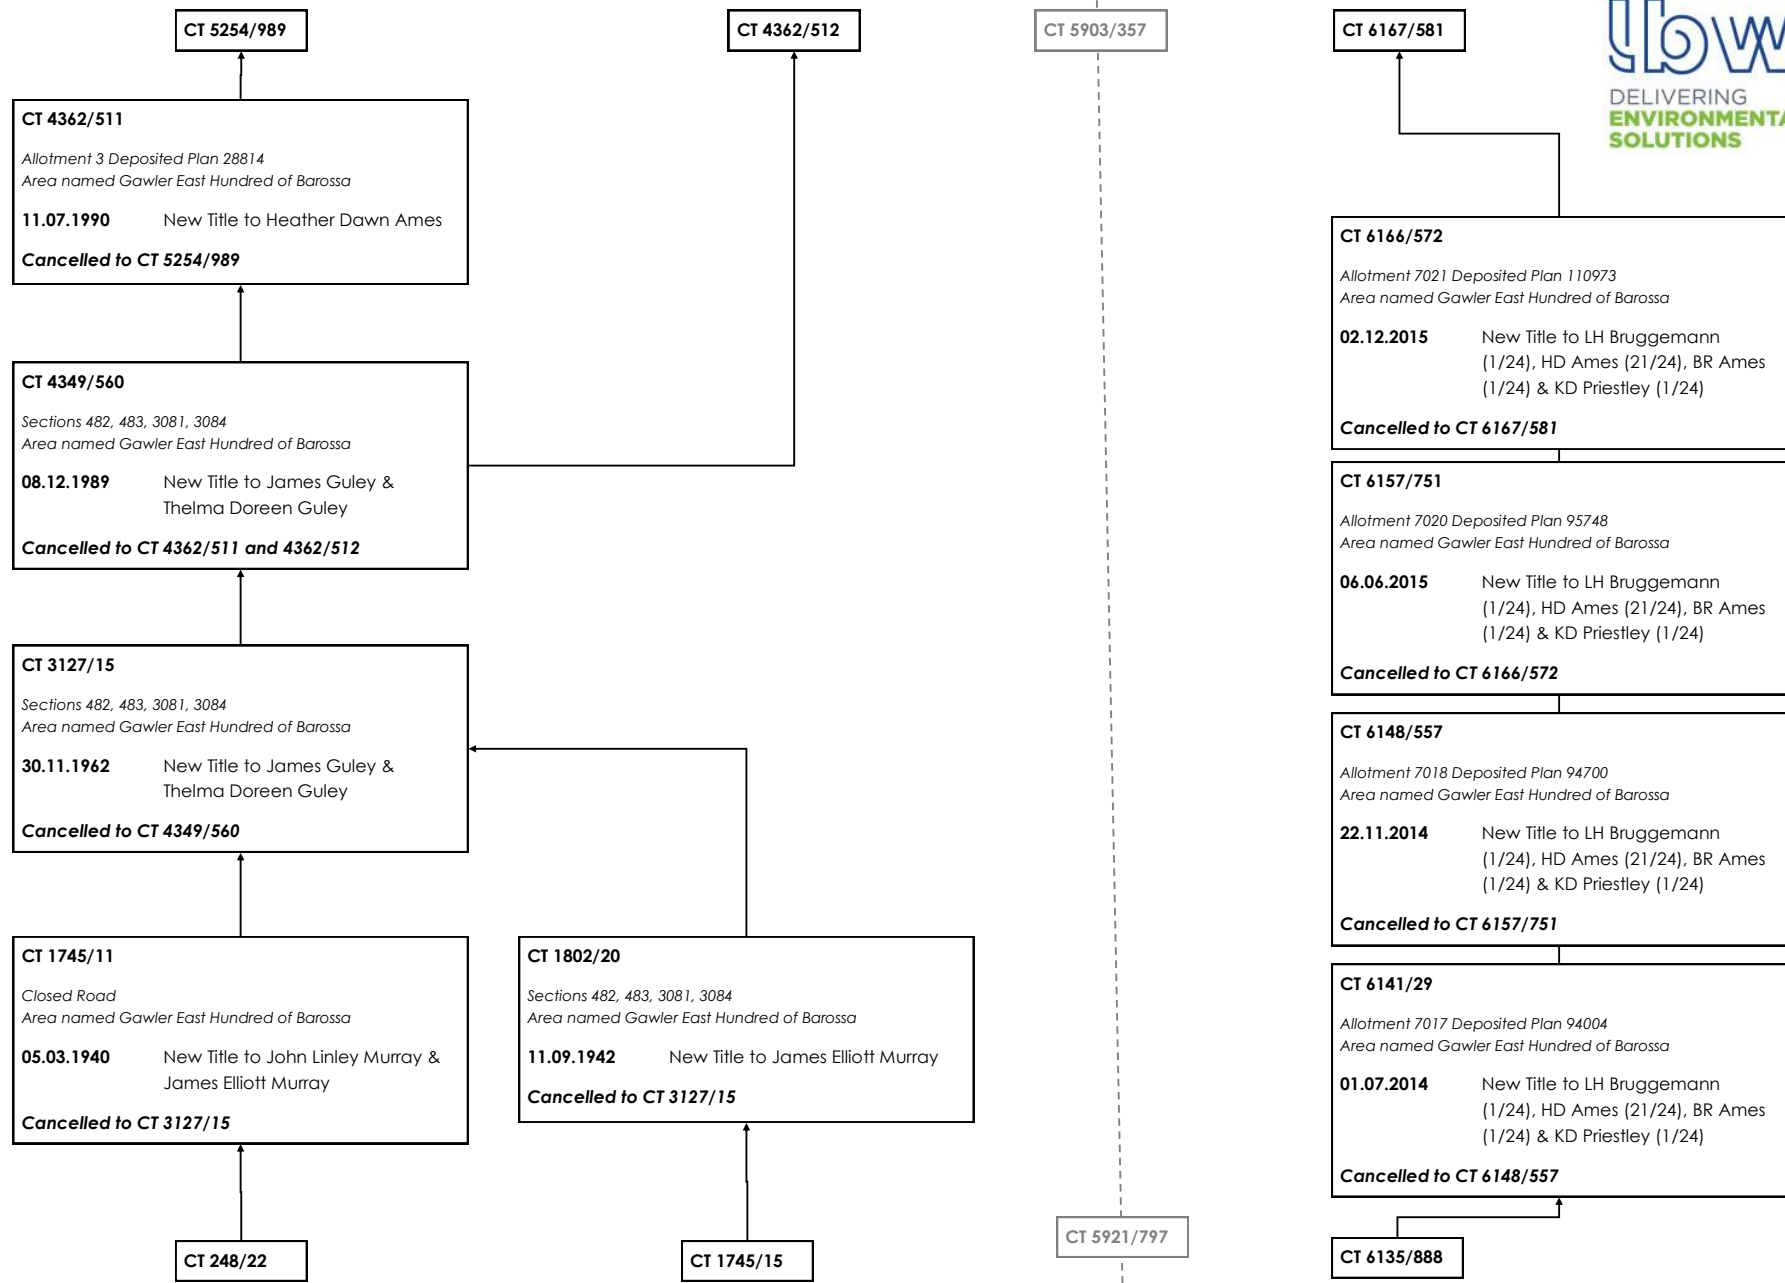 CT 5254/989
CT 4362/512
CT 5903/357
CT 6167/581
lbw
DELIVERING
ENVIRONMENTA
SOLUTIONS
CT 4362/511
Allotment 3 Deposited Plan 28814
Area named Gawler East Hundred of Barossa
11.07.1990 New Title to Heather Dawn Ames
Cancelled to CT 5254/989
CT 4349/560
Sections 482, 483, 3081, 3084
Area named Gawler East Hundred of Barossa
08.12.1989 New Title to James Guley &
Thelma Doreen Guley
Cancelled to CT 4362/511 and 4362/512
CT 3127/15
Sections 482, 483, 3081, 3084
Area named Gawler East Hundred of Barossa
30.11.1962 New Title to James Guley &
Thelma Doreen Guley
Cancelled to CT 4349/560
CT 1745/11
Closed Road
Area named Gawler East Hundred of Barossa
05.03.1940 New Title to John Linley Murray &
James Elliott Murray
Cancelled to CT 3127/15
CT 248/22
CT 1802/20
Sections 482, 483, 3081, 3084
Area named Gawler East Hundred of Barossa
11.09.1942 New Title to James Elliott Murray
Cancelled to CT 3127/15
CT 1745/15
CT 5921/797
CT 6166/572
Allotment 7021 Deposited Plan 110973
Area named Gawler East Hundred of Barossa
02.12.2015 New Title to LH Bruggemann
(1/24), HD Ames (21/24), BR Ames
(1/24) & KD Priestley (1/24)
Cancelled to CT 6167/581
CT 6157/751
Allotment 7020 Deposited Plan 95748
Area named Gawler East Hundred of Barossa
06.06.2015 New Title to LH Bruggemann
(1/24), HD Ames (21/24), BR Ames
(1/24) & KD Priestley (1/24)
Cancelled to CT 6166/572
CT 6148/557
Allotment 7018 Deposited Plan 94700
Area named Gawler East Hundred of Barossa
22.11.2014 New Title to LH Bruggemann
(1/24), HD Ames (21/24), BR Ames
(1/24) & KD Priestley (1/24)
Cancelled to CT 6157/751
CT 6141/29
Allotment 7017 Deposited Plan 94004
Area named Gawler East Hundred of Barossa
01.07.2014 New Title to LH Bruggemann
(1/24), HD Ames (21/24), BR Ames
(1/24) & KD Priestley (1/24)
Cancelled to CT 6148/557
CT 6135/888